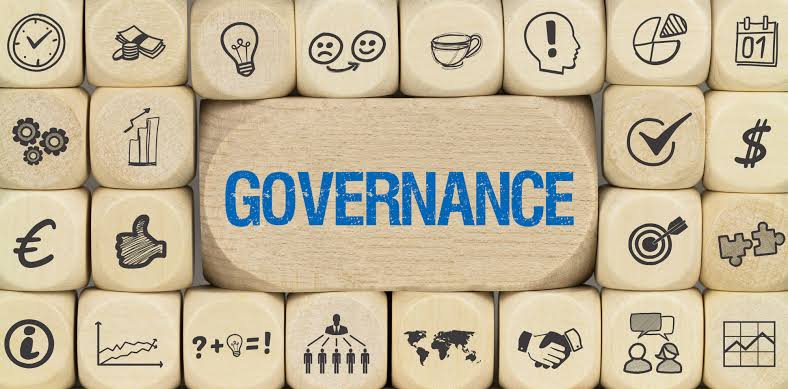 01
GOVERNANCE
$
€
i
? + = !